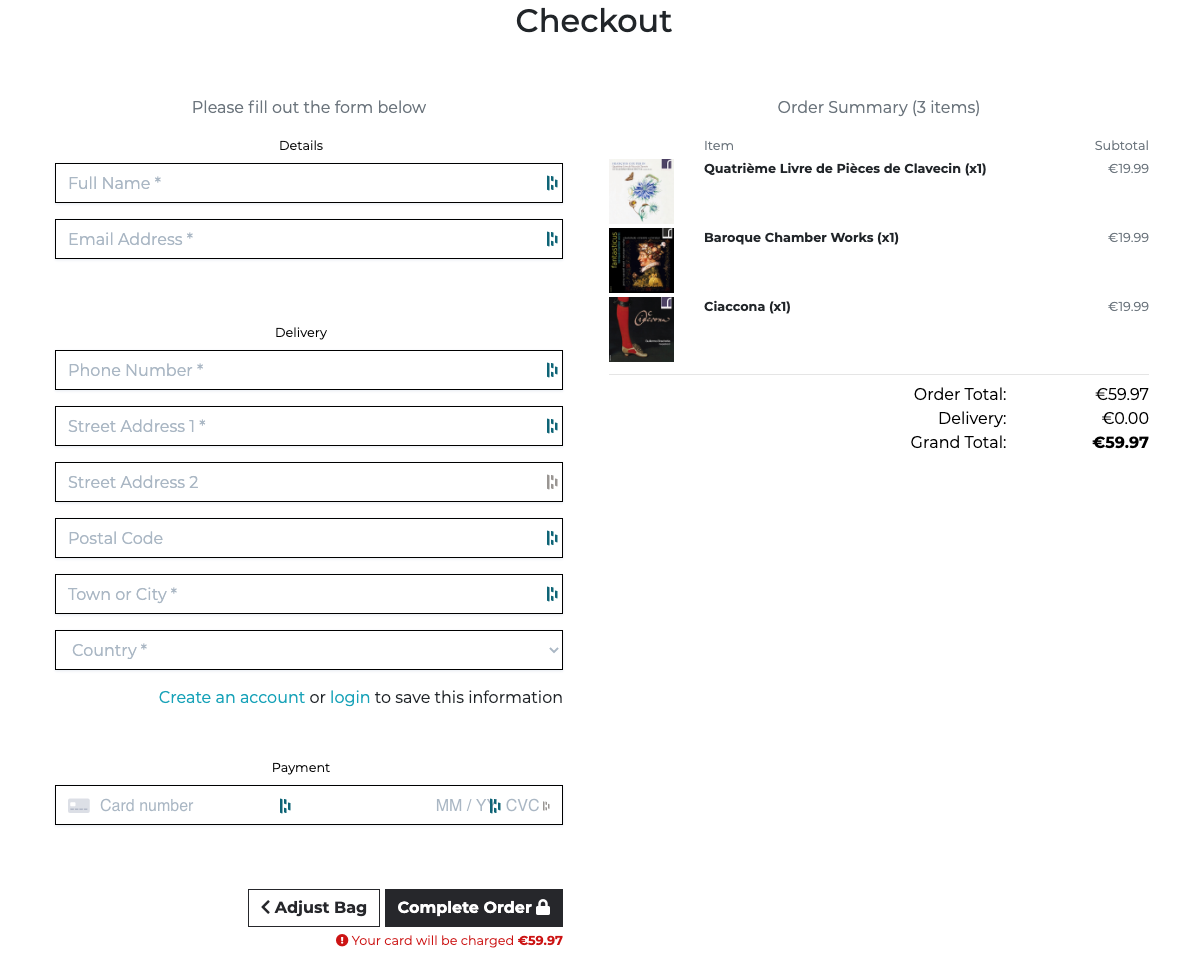 Checkout
Please fill out the form below
Details
Full Name *
Email Address *
Delivery
Phone Number *
Street Address 1 *
Street Address 2
Postal Code
Town or City *
Country *
Create an account or login to save this information
Payment
Card number MM / YY CVC
Adjust Bag Complete Order
Your card will be charged €59.97
Order Summary (3 items)
Item Subtotal
Quatrième Livre de Pièces de Clavecin (x1) €19.99
fantasticus
Baroque Chamber Works (x1) €19.99
Ciaccona
Ciaccona (x1) €19.99
Order Total: €59.97
Delivery: €0.00
Grand Total: €59.97